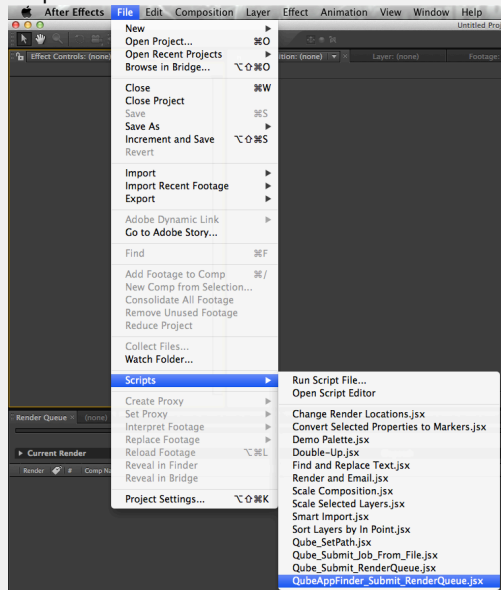 After Effects File Edit Composition Layer Effect Animation View Window Help
Untitled Proj
Effect Controls: (none)
ition: (none)
Layer: (none)
Footage:
New
Open Project... ⌘O
Open Recent Projects
Browse in Bridge... ⌥⇧⌘O
Close ⌘W
Close Project
Save ⌘S
Save As
Increment and Save ⌥⇧⌘S
Revert
Import
Import Recent Footage
Export
Adobe Dynamic Link
Go to Adobe Story...
Find ⌘F
Add Footage to Comp ⌘/
New Comp from Selection...
Consolidate All Footage
Remove Unused Footage
Reduce Project
Collect Files...
Watch Folder...
Scripts
Create Proxy
Set Proxy
Interpret Footage
Replace Footage
Reload Footage ⌥⌘L
Reveal in Finder
Reveal in Bridge
Project Settings... ⌥⇧⌘K
Run Script File...
Open Script Editor
Change Render Locations.jsx
Convert Selected Properties to Markers.jsx
Demo Palette.jsx
Double-Up.jsx
Find and Replace Text.jsx
Render and Email.jsx
Scale Composition.jsx
Scale Selected Layers.jsx
Smart Import.jsx
Sort Layers by In Point.jsx
Qube_SetPath.jsx
Qube_Submit_Job_From_File.jsx
Qube_Submit_RenderQueue.jsx
QubeAppFinder_Submit_RenderQueue.jsx
Render Queue (none)
Current Render
Render # Comp Na